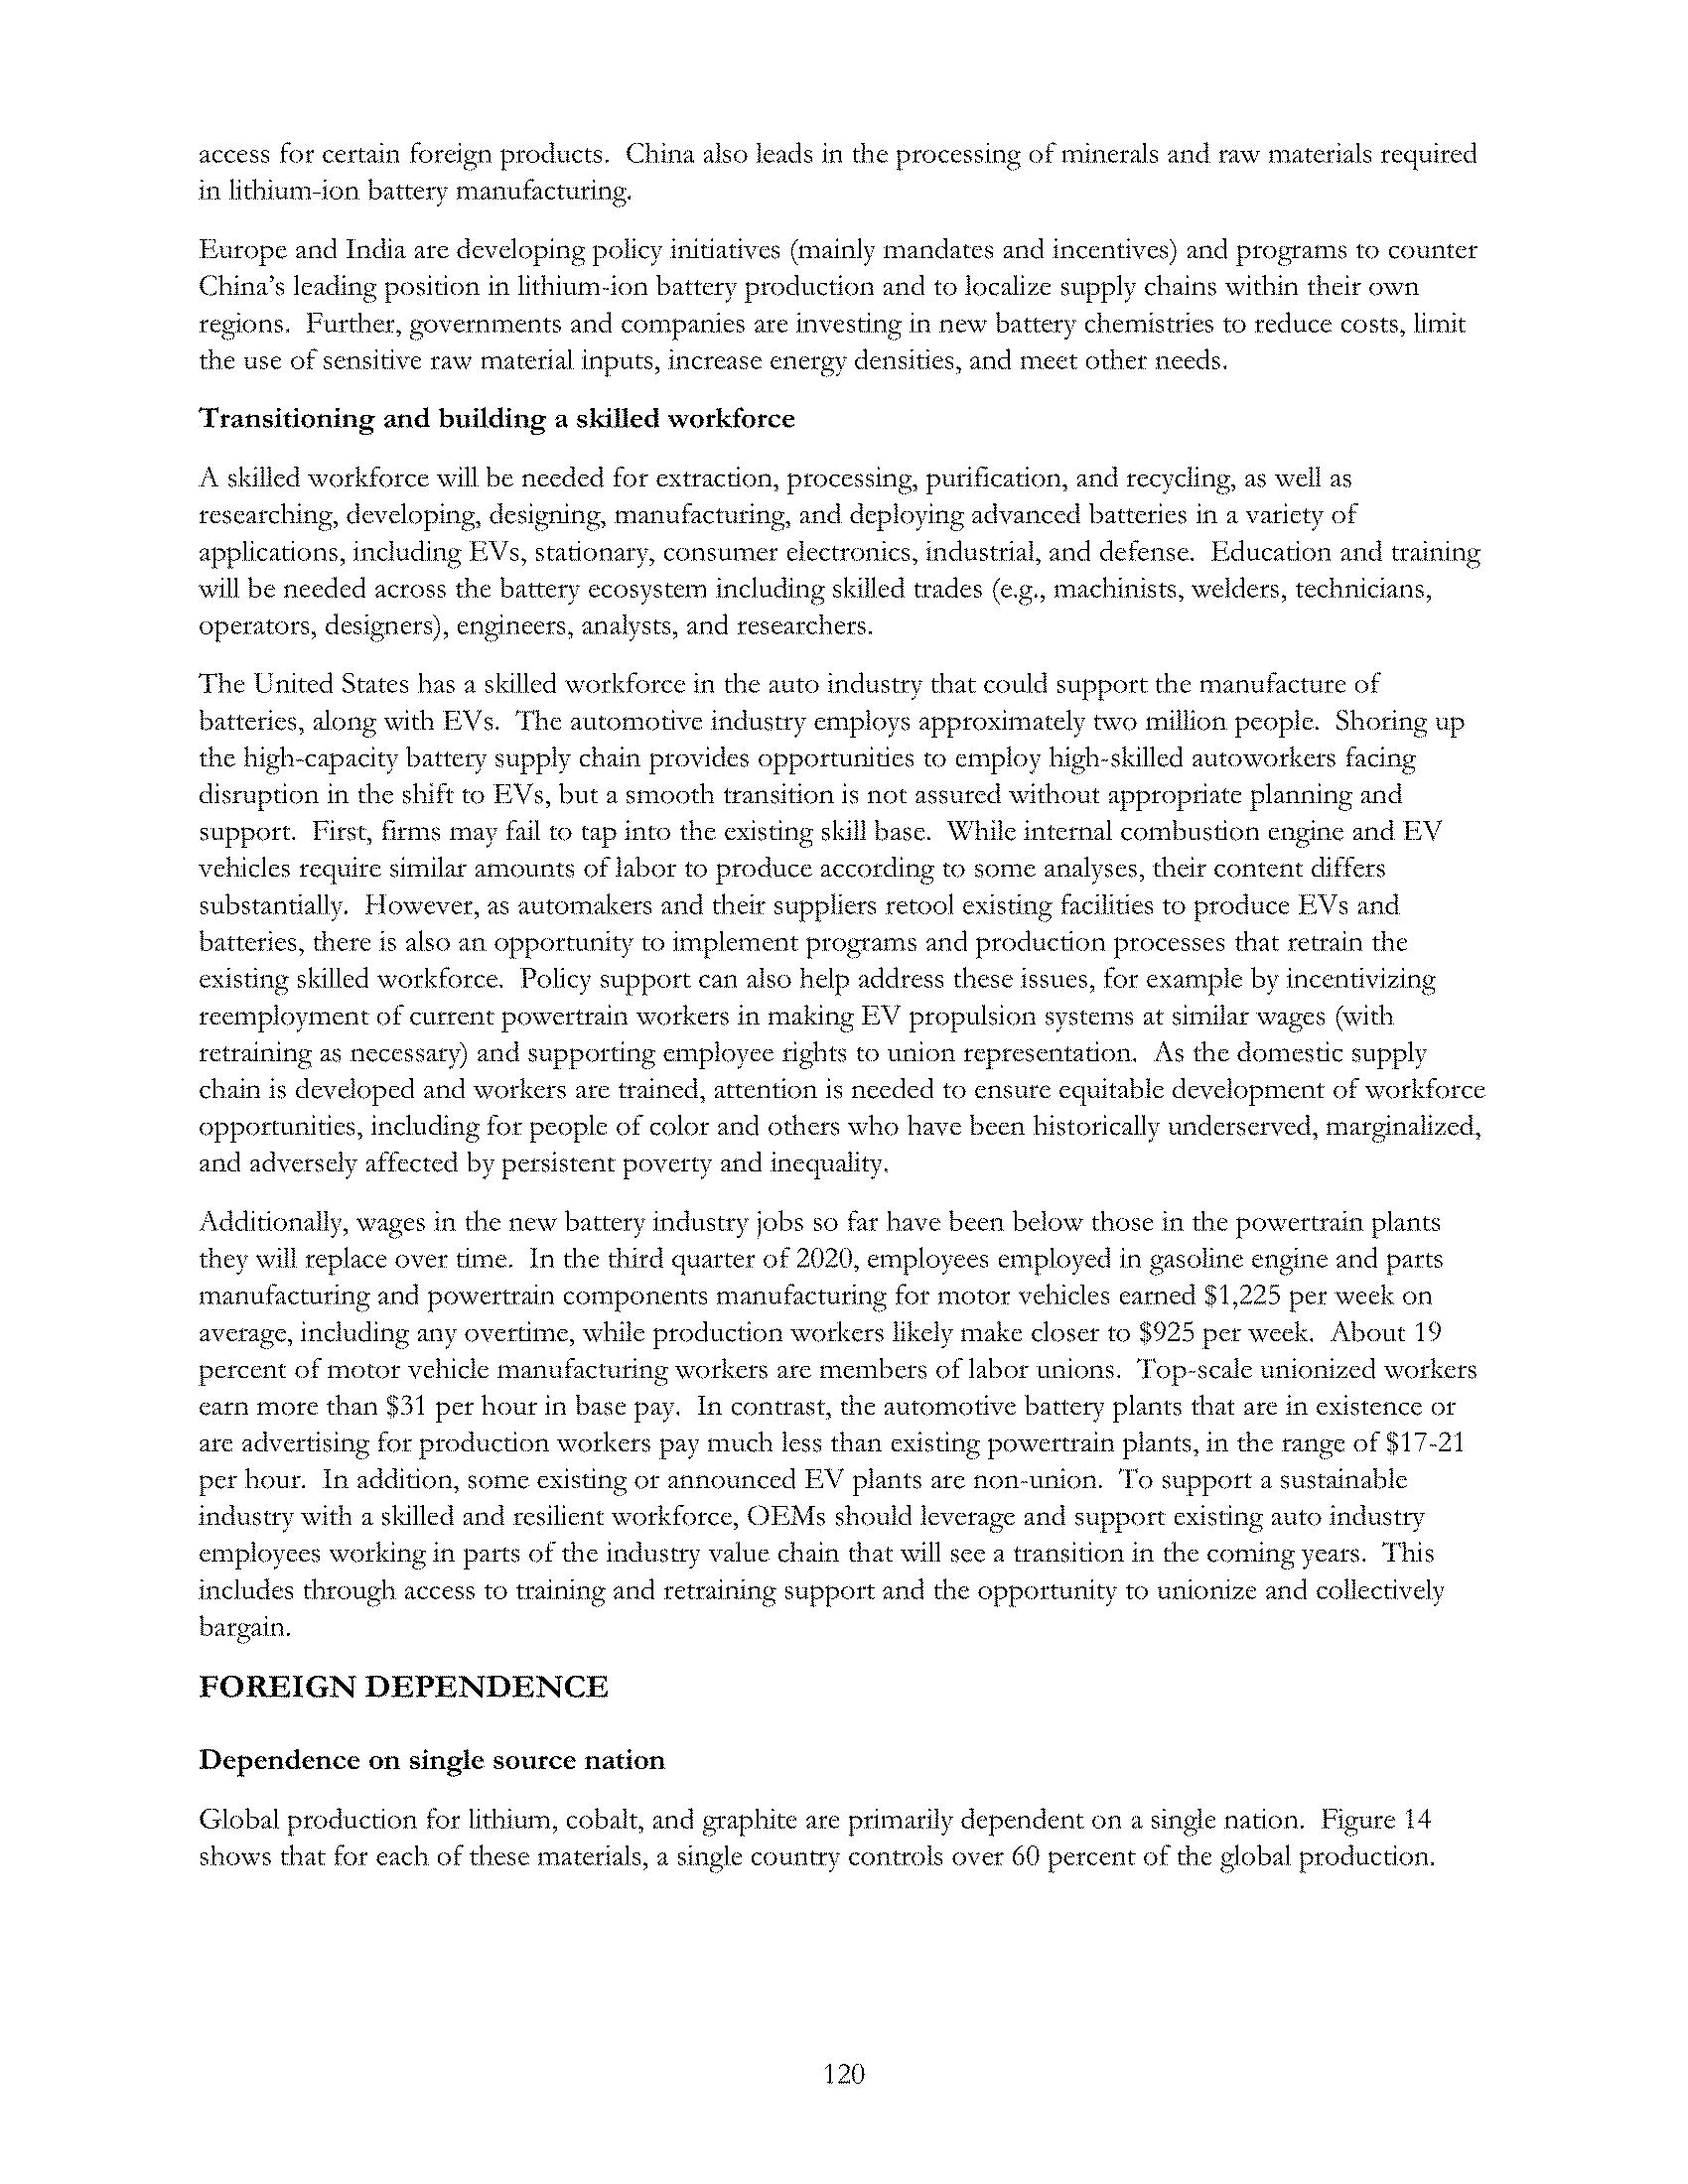 access for certain foreign products.  China also leads in the processing of minerals and raw materials required
in lithium-ion battery manufacturing.
Europe and India are developing policy initiatives (mainly mandates and incentives) and programs to counter
China's leading position in lithium-ion battery production and to localize supply chains within their own
regions.  Further, governments and companies are investing in new battery chemistries to reduce costs, limit
the use of sensitive raw material inputs, increase energy densities, and meet other needs.
Transitioning and building a skilled workforce
A skilled workforce will be needed for extraction, processing, purification, and recycling, as well as
researching, developing, designing, manufacturing, and deploying advanced batteries in a variety of
applications, including EVs, stationary, consumer electronics, industrial, and defense.  Education and training
will be needed across the battery ecosystem including skilled trades (e.g., machinists, welders, technicians,
operators, designers), engineers, analysts, and researchers.
The United States has a skilled workforce in the auto industry that could support the manufacture of
batteries, along with EVs.  The automotive industry employs approximately two million people.  Shoring up
the high-capacity battery supply chain provides opportunities to employ high-skilled autoworkers facing
disruption in the shift to EVs, but a smooth transition is not assured without appropriate planning and
support.  First, firms may fail to tap into the existing skill base.  While internal combustion engine and EV
vehicles require similar amounts of labor to produce according to some analyses, their content differs
substantially.  However, as automakers and their suppliers retool existing facilities to produce EVs and
batteries, there is also an opportunity to implement programs and production processes that retrain the
existing skilled workforce.  Policy support can also help address these issues, for example by incentivizing
reemployment of current powertrain workers in making EV propulsion systems at similar wages (with
retraining as necessary) and supporting employee rights to union representation.  As the domestic supply
chain is developed and workers are trained, attention is needed to ensure equitable development of workforce
opportunities, including for people of color and others who have been historically underserved, marginalized,
and adversely affected by persistent poverty and inequality.
Additionally, wages in the new battery industry jobs so far have been below those in the powertrain plants
they will replace over time.  In the third quarter of 2020, employees employed in gasoline engine and parts
manufacturing and powertrain components manufacturing for motor vehicles earned $1,225 per week on
average, including any overtime, while production workers likely make closer to $925 per week.  About 19
percent of motor vehicle manufacturing workers are members of labor unions.  Top-scale unionized workers
earn more than $31 per hour in base pay.  In contrast, the automotive battery plants that are in existence or
are advertising for production workers pay much less than existing powertrain plants, in the range of $17-21
per hour.  In addition, some existing or announced EV plants are non-union.  To support a sustainable
industry with a skilled and resilient workforce, OEMs should leverage and support existing auto industry
employees working in parts of the industry value chain that will see a transition in the coming years.  This
includes through access to training and retraining support and the opportunity to unionize and collectively
bargain.
FOREIGN DEPENDENCE
Dependence on single source nation
Global production for lithium, cobalt, and graphite are primarily dependent on a single nation.  Figure 14
shows that for each of these materials, a single country controls over 60 percent of the global production.
120